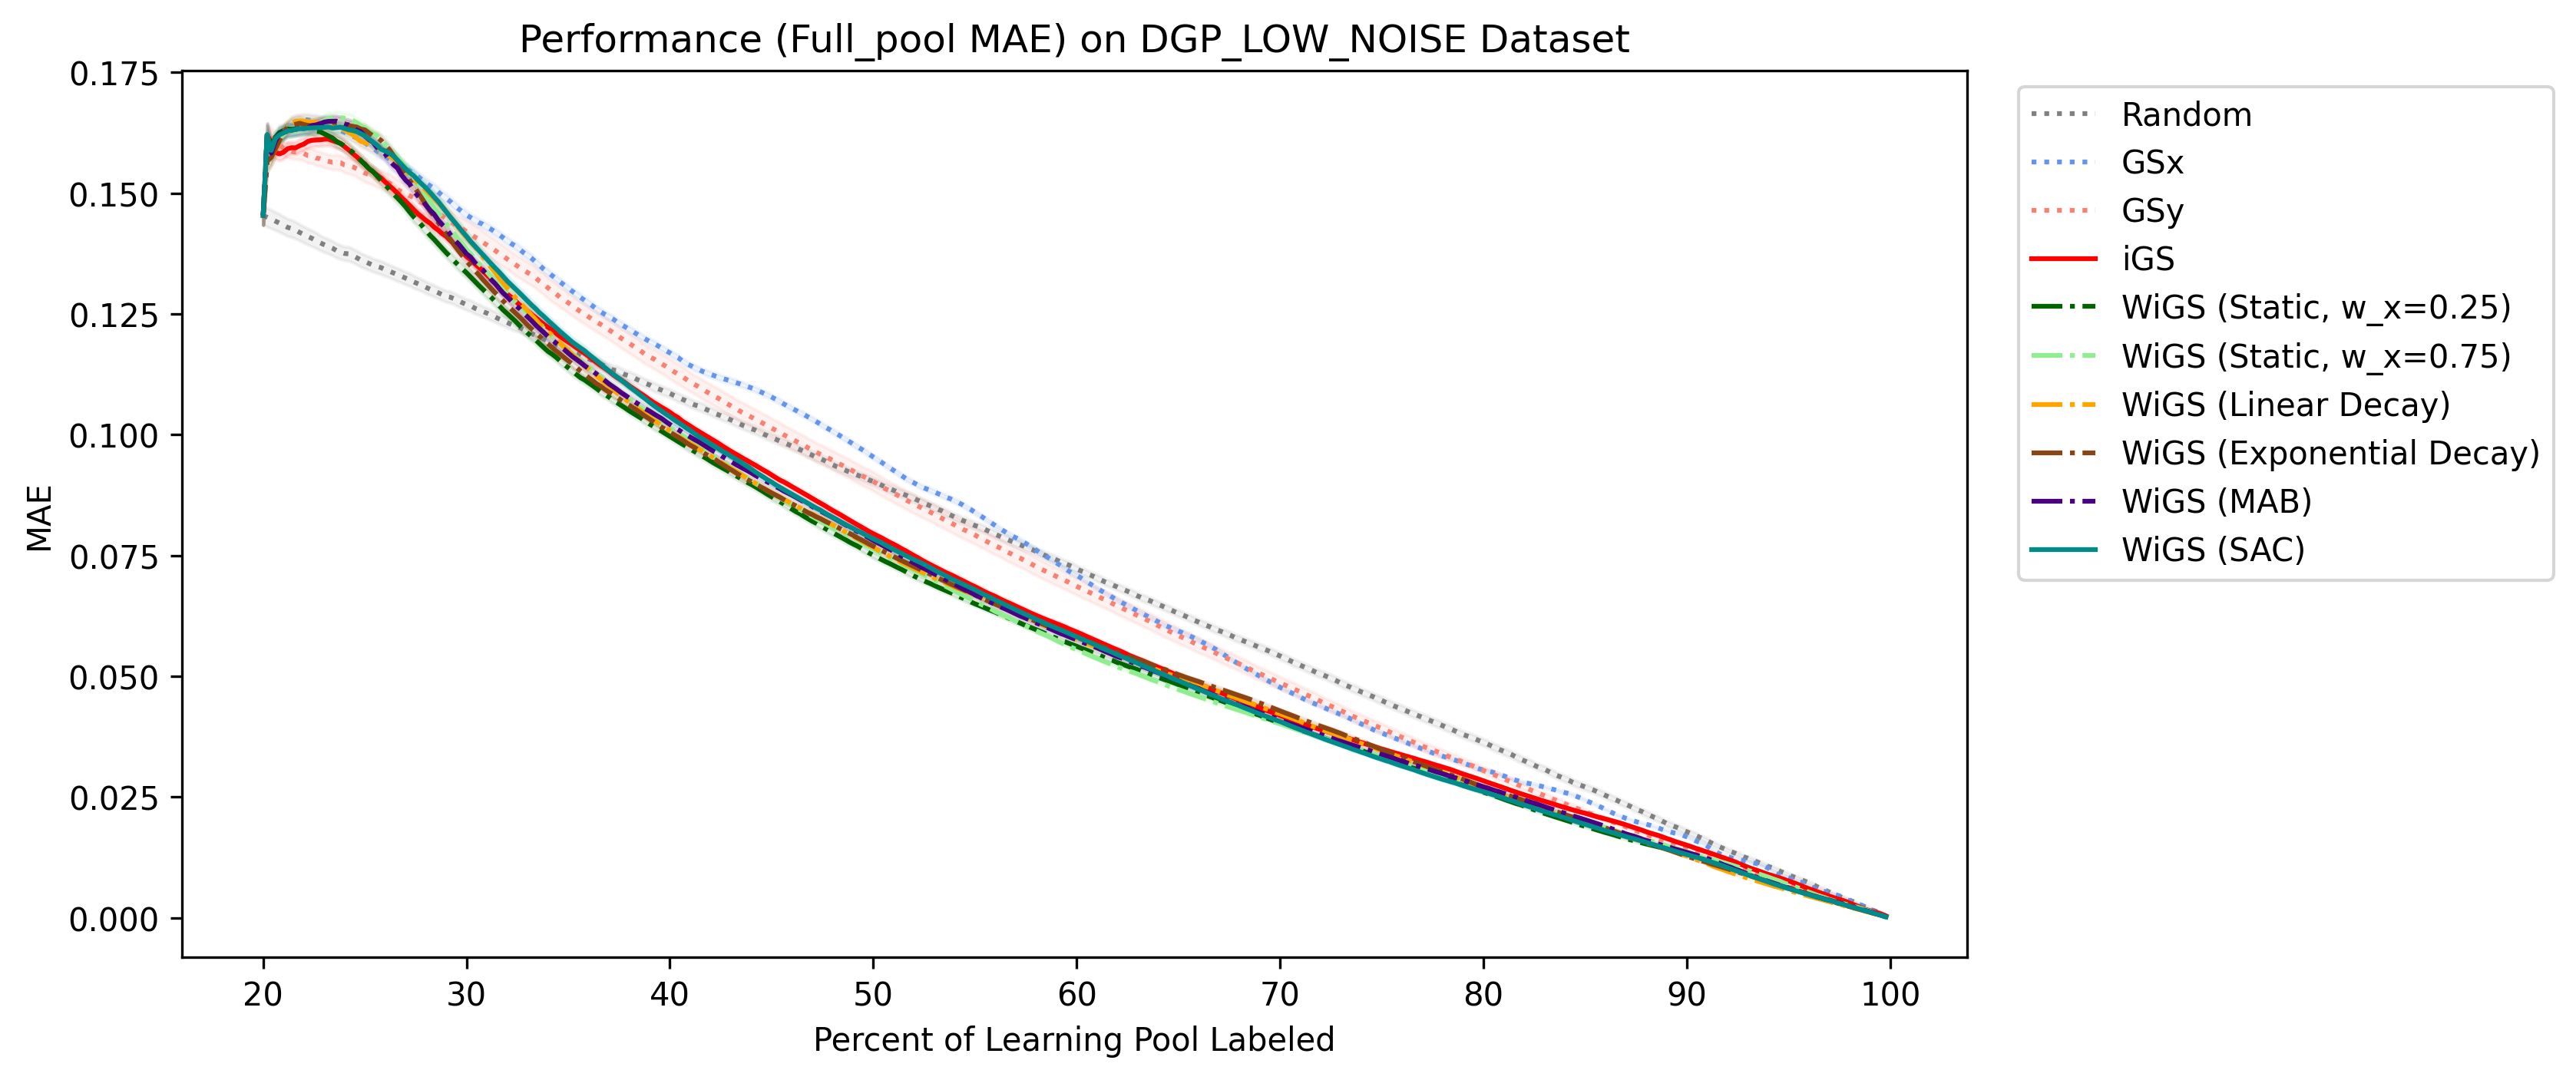 Performance (Full_pool MAE) on DGP_LOW_NOISE Dataset
0.175
0.150
0.125
0.100
0.075
0.050
0.025
0.000
MAE
20 30 40 50 60 70 80 90 100
Percent of Learning Pool Labeled
Random
GSx
GSy
iGS
WiGS (Static, w_x=0.25)
WiGS (Static, w_x=0.75)
WiGS (Linear Decay)
WiGS (Exponential Decay)
WiGS (MAB)
WiGS (SAC)